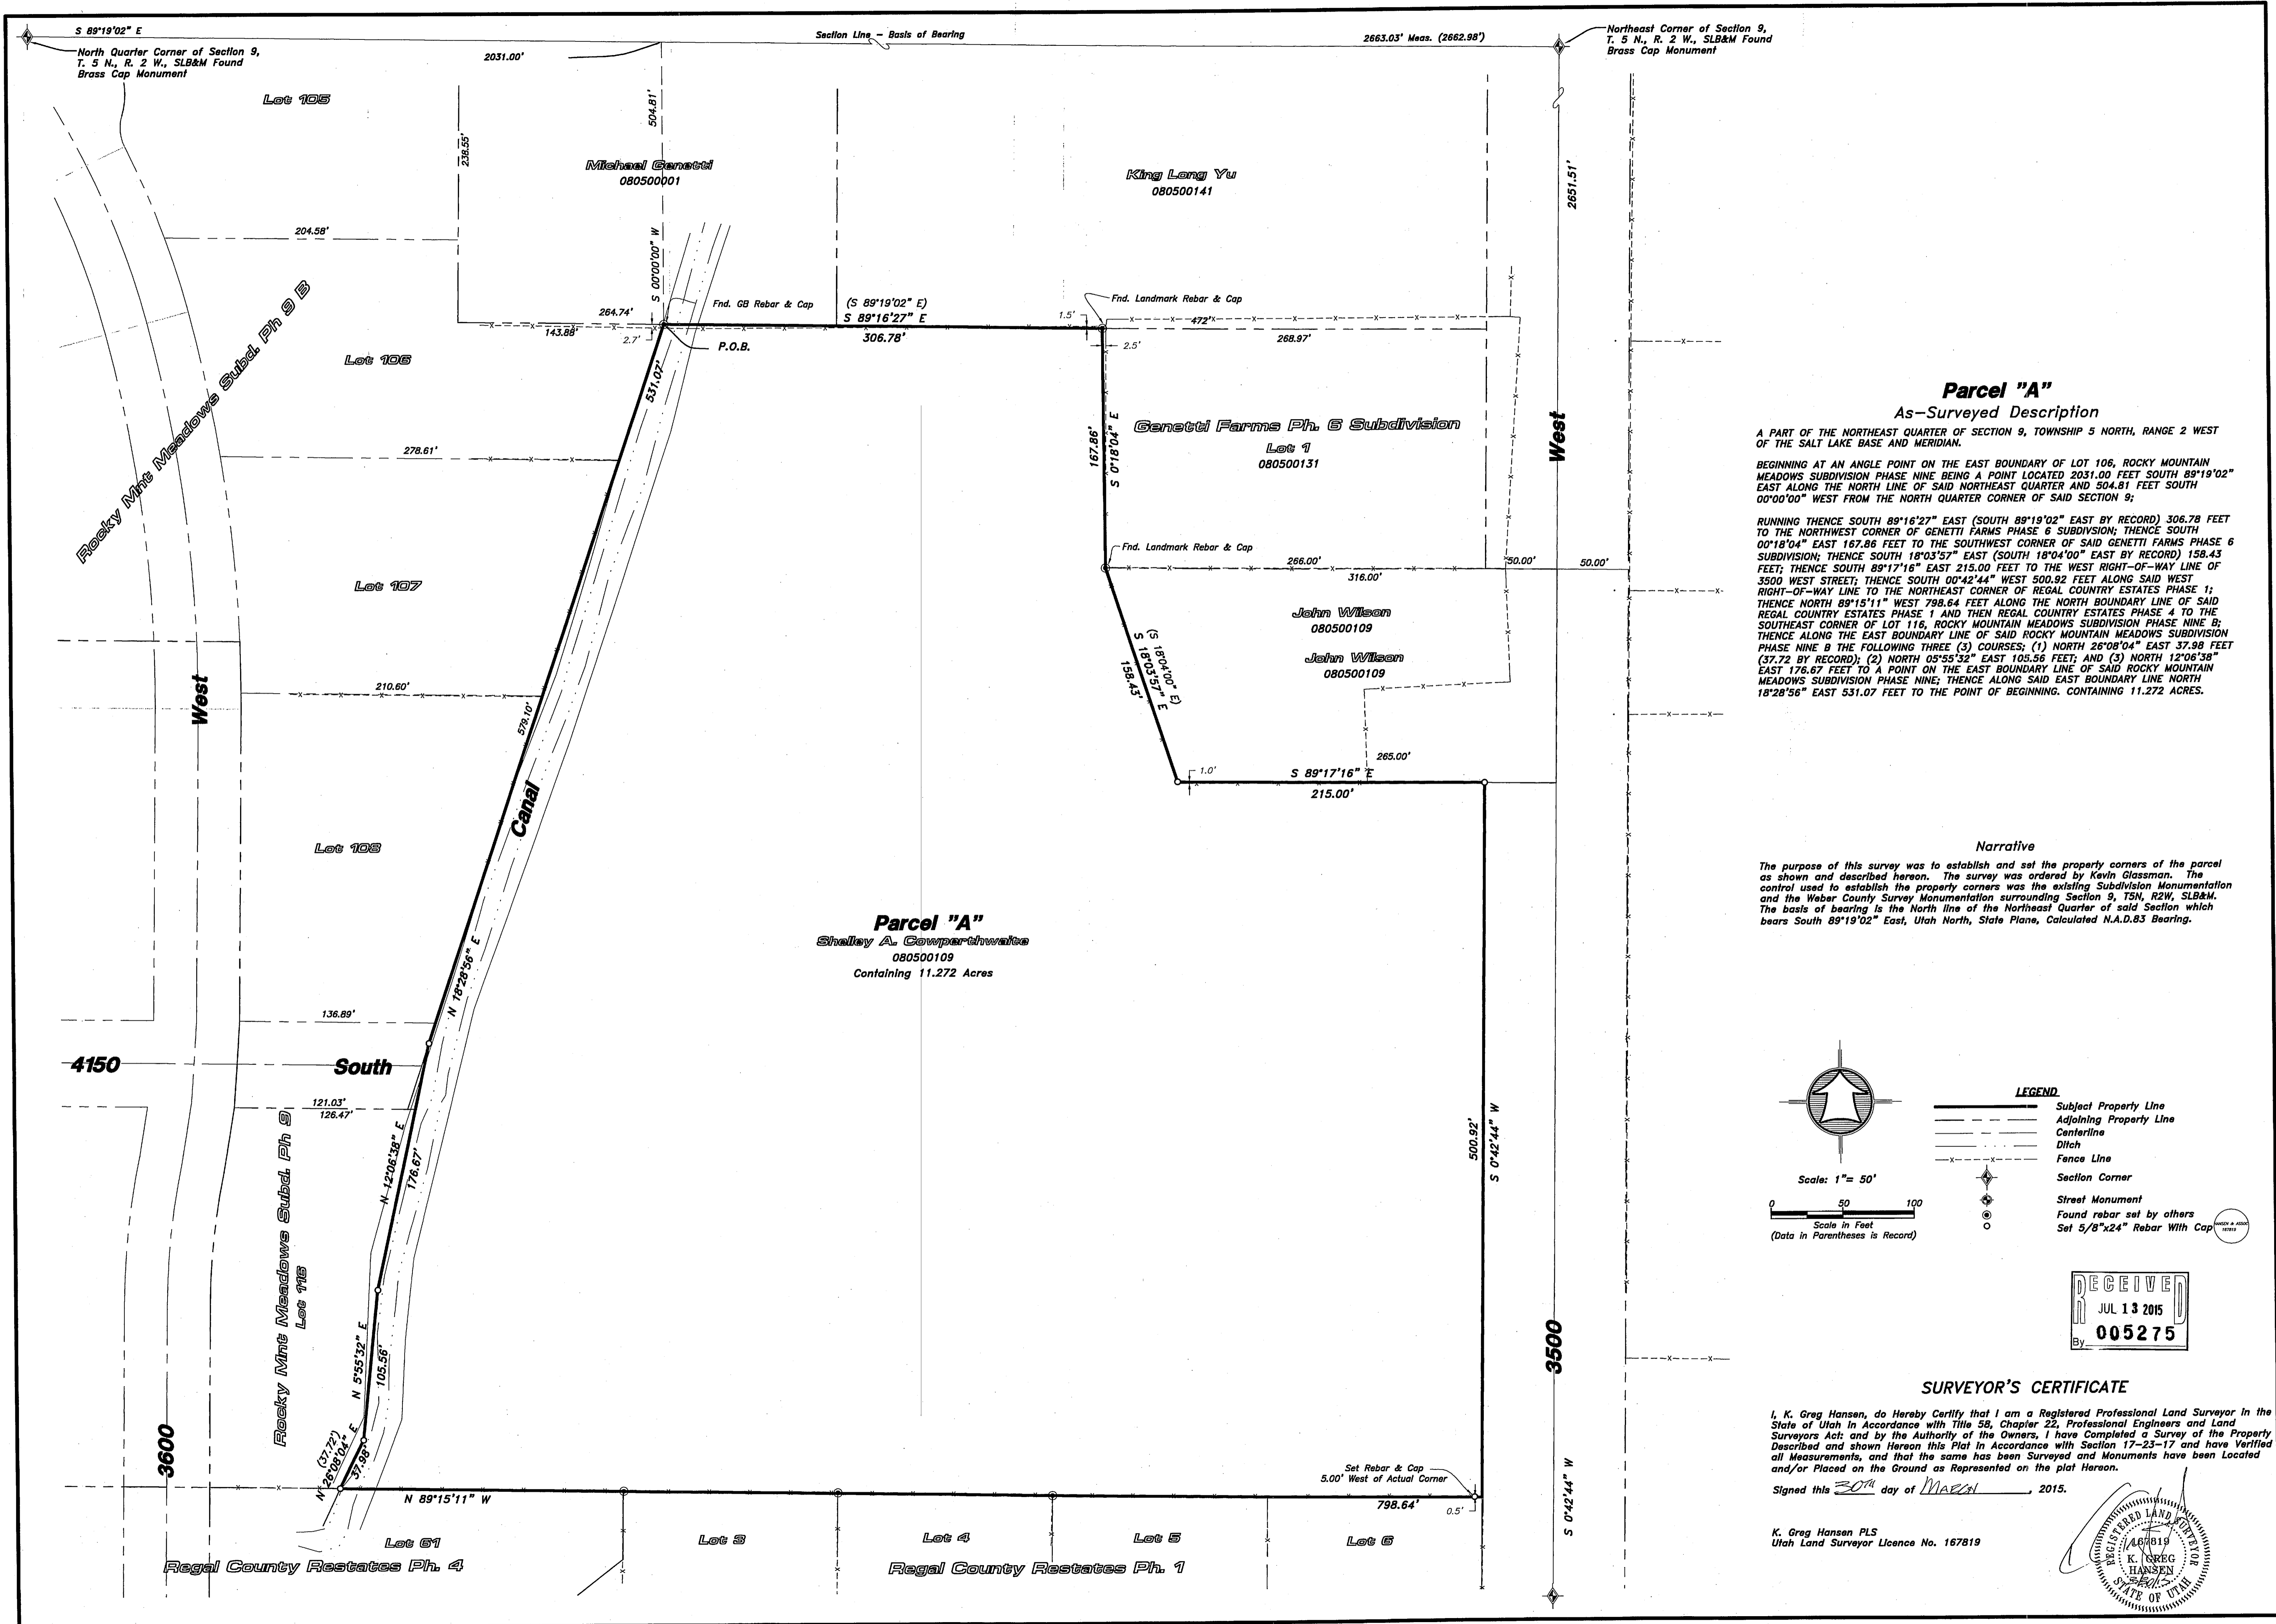 S 89°19'02" E
North Quarter Corner of Section 9,
T. 5 N., R. 2 W., SLB&M Found
Brass Cap Monument
2031.00'
Section Line – Basis of Bearing
2663.03' Meas. (2662.98')
Northeast Corner of Section 9,
T. 5 N., R. 2 W., SLB&M Found
Brass Cap Monument
Lot 105
238.55'
504.81'
Michael Genetti
080500001
King Long Yu
080500141
2651.51'
204.58'
S 00°00'00" W
Rocky Mnt Meadows Subd. Ph 9 B
264.74'
143.88'
2.7'
Fnd. GB Rebar & Cap
P.O.B.
(S 89°19'02" E)
S 89°16'27" E
306.78'
Fnd. Landmark Rebar & Cap
1.5'
2.5'
472'
268.97'
Lot 106
531.07'
278.61'
167.86'
S 0°18'04" E
Genetti Farms Ph. 6 Subdivision
Lot 1
080500131
West
Fnd. Landmark Rebar & Cap
266.00'
316.00'
50.00'
50.00'
Lot 107
John Wilson
080500109
John Wilson
080500109
(S 18°04'00" E)
S 18°03'57" E
158.43'
West
210.60'
579.10'
Canal
265.00'
1.0'
S 89°17'16" E
215.00'
Lot 108
Parcel "A"
Shelley A. Cowperthwaite
080500109
Containing 11.272 Acres
N 18°28'56" E
136.89'
4150
South
121.03'
126.47'
N 12°06'38" E
176.67'
500.92'
S 0°42'44" W
Rocky Mnt Meadows Subd. Ph 9
Lot 116
N 5°55'32" E
105.56'
3500
3600
(37.72')
N 26°08'04" E
37.98'
N 89°15'11" W
Set Rebar & Cap
5.00' West of Actual Corner
798.64'
0.5'
S 0°42'44" W
Lot 61
Lot 3
Lot 4
Lot 5
Lot 6
Regal County Restates Ph. 4
Regal County Restates Ph. 1
Parcel "A"
As–Surveyed Description
A PART OF THE NORTHEAST QUARTER OF SECTION 9, TOWNSHIP 5 NORTH, RANGE 2 WEST
OF THE SALT LAKE BASE AND MERIDIAN.
BEGINNING AT AN ANGLE POINT ON THE EAST BOUNDARY OF LOT 106, ROCKY MOUNTAIN
MEADOWS SUBDIVISION PHASE NINE BEING A POINT LOCATED 2031.00 FEET SOUTH 89°19'02"
EAST ALONG THE NORTH LINE OF SAID NORTHEAST QUARTER AND 504.81 FEET SOUTH
00°00'00" WEST FROM THE NORTH QUARTER CORNER OF SAID SECTION 9;
RUNNING THENCE SOUTH 89°16'27" EAST (SOUTH 89°19'02" EAST BY RECORD) 306.78 FEET
TO THE NORTHWEST CORNER OF GENETTI FARMS PHASE 6 SUBDIVSION; THENCE SOUTH
00°18'04" EAST 167.86 FEET TO THE SOUTHWEST CORNER OF SAID GENETTI FARMS PHASE 6
SUBDIVISION; THENCE SOUTH 18°03'57" EAST (SOUTH 18°04'00" EAST BY RECORD) 158.43
FEET; THENCE SOUTH 89°17'16" EAST 215.00 FEET TO THE WEST RIGHT–OF–WAY LINE OF
3500 WEST STREET; THENCE SOUTH 00°42'44" WEST 500.92 FEET ALONG SAID WEST
RIGHT–OF–WAY LINE TO THE NORTHEAST CORNER OF REGAL COUNTRY ESTATES PHASE 1;
THENCE NORTH 89°15'11" WEST 798.64 FEET ALONG THE NORTH BOUNDARY LINE OF SAID
REGAL COUNTRY ESTATES PHASE 1 AND THEN REGAL COUNTRY ESTATES PHASE 4 TO THE
SOUTHEAST CORNER OF LOT 116, ROCKY MOUNTAIN MEADOWS SUBDIVISION PHASE NINE B;
THENCE ALONG THE EAST BOUNDARY LINE OF SAID ROCKY MOUNTAIN MEADOWS SUBDIVISION
PHASE NINE B THE FOLLOWING THREE (3) COURSES; (1) NORTH 26°08'04" EAST 37.98 FEET
(37.72 BY RECORD); (2) NORTH 05°55'32" EAST 105.56 FEET; AND (3) NORTH 12°06'38"
EAST 176.67 FEET TO A POINT ON THE EAST BOUNDARY LINE OF SAID ROCKY MOUNTAIN
MEADOWS SUBDIVISION PHASE NINE; THENCE ALONG SAID EAST BOUNDARY LINE NORTH
18°28'56" EAST 531.07 FEET TO THE POINT OF BEGINNING. CONTAINING 11.272 ACRES.
Narrative
The purpose of this survey was to establish and set the property corners of the parcel
as shown and described hereon. The survey was ordered by Kevin Glassman. The
control used to establish the property corners was the existing Subdivision Monumentation
and the Weber County Survey Monumentation surrounding Section 9, T5N, R2W, SLB&M.
The basis of bearing is the North line of the Northeast Quarter of said Section which
bears South 89°19'02" East, Utah North, State Plane, Calculated N.A.D.83 Bearing.
Scale: 1"= 50'
0 50 100
Scale in Feet
(Data in Parentheses is Record)
LEGEND
Subject Property Line
Adjoining Property Line
Centerline
Ditch
Fence Line
Section Corner
Street Monument
Found rebar set by others
Set 5/8"x24" Rebar With Cap
HANSEN & ASSOC
167819
RECEIVED
JUL 13 2015
By 005275
SURVEYOR'S CERTIFICATE
I, K. Greg Hansen, do Hereby Certify that I am a Registered Professional Land Surveyor in the
State of Utah in Accordance with Title 58, Chapter 22, Professional Engineers and Land
Surveyors Act: and by the Authority of the Owners, I have Completed a Survey of the Property
Described and shown Hereon this Plat in Accordance with Section 17–23–17 and have Verified
all Measurements, and that the same has been Surveyed and Monuments have been Located
and/or Placed on the Ground as Represented on the plat Hereon.
Signed this 30TH day of MARCH, 2015.
K. Greg Hansen PLS
Utah Land Surveyor Licence No. 167819
REGISTERED LAND SURVEYOR
167819
K. GREG
HANSEN
STATE OF UTAH